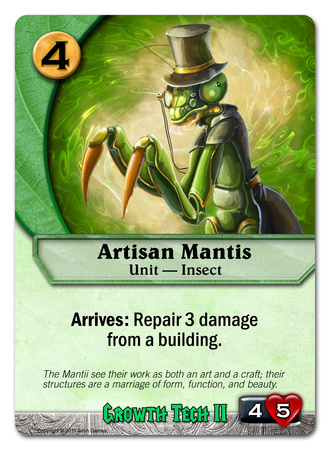 4
Artisan Mantis
Unit — Insect
Arrives: Repair 3 damage
from a building.
The Mantii see their work as both an art and a craft; their
structures are a marriage of form, function, and beauty.
Growth Tech II
4 5